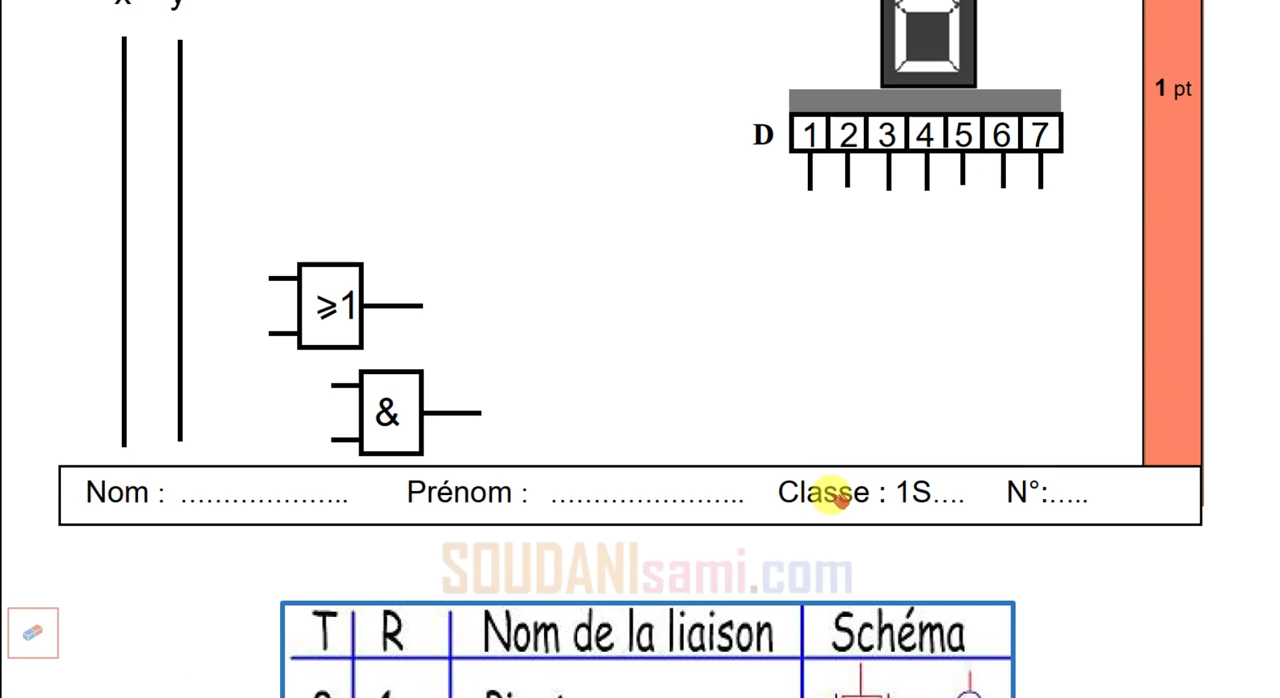 x y
1 pt
D 1 2 3 4 5 6 7
≥1
&
Nom : .................... Prénom : ....................... Classe : 1S.... N°:.....
SOUDANIsami.com
T R Nom de la liaison Schéma